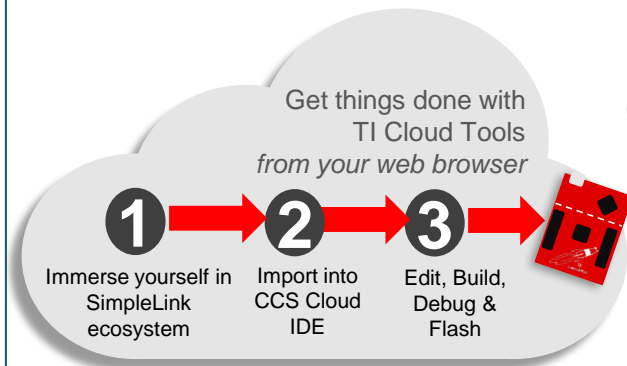 Get things done with
TI Cloud Tools
from your web browser
1
2
3
Immerse yourself in
SimpleLink
ecosystem
Import into
CCS Cloud
IDE
Edit, Build,
Debug &
Flash